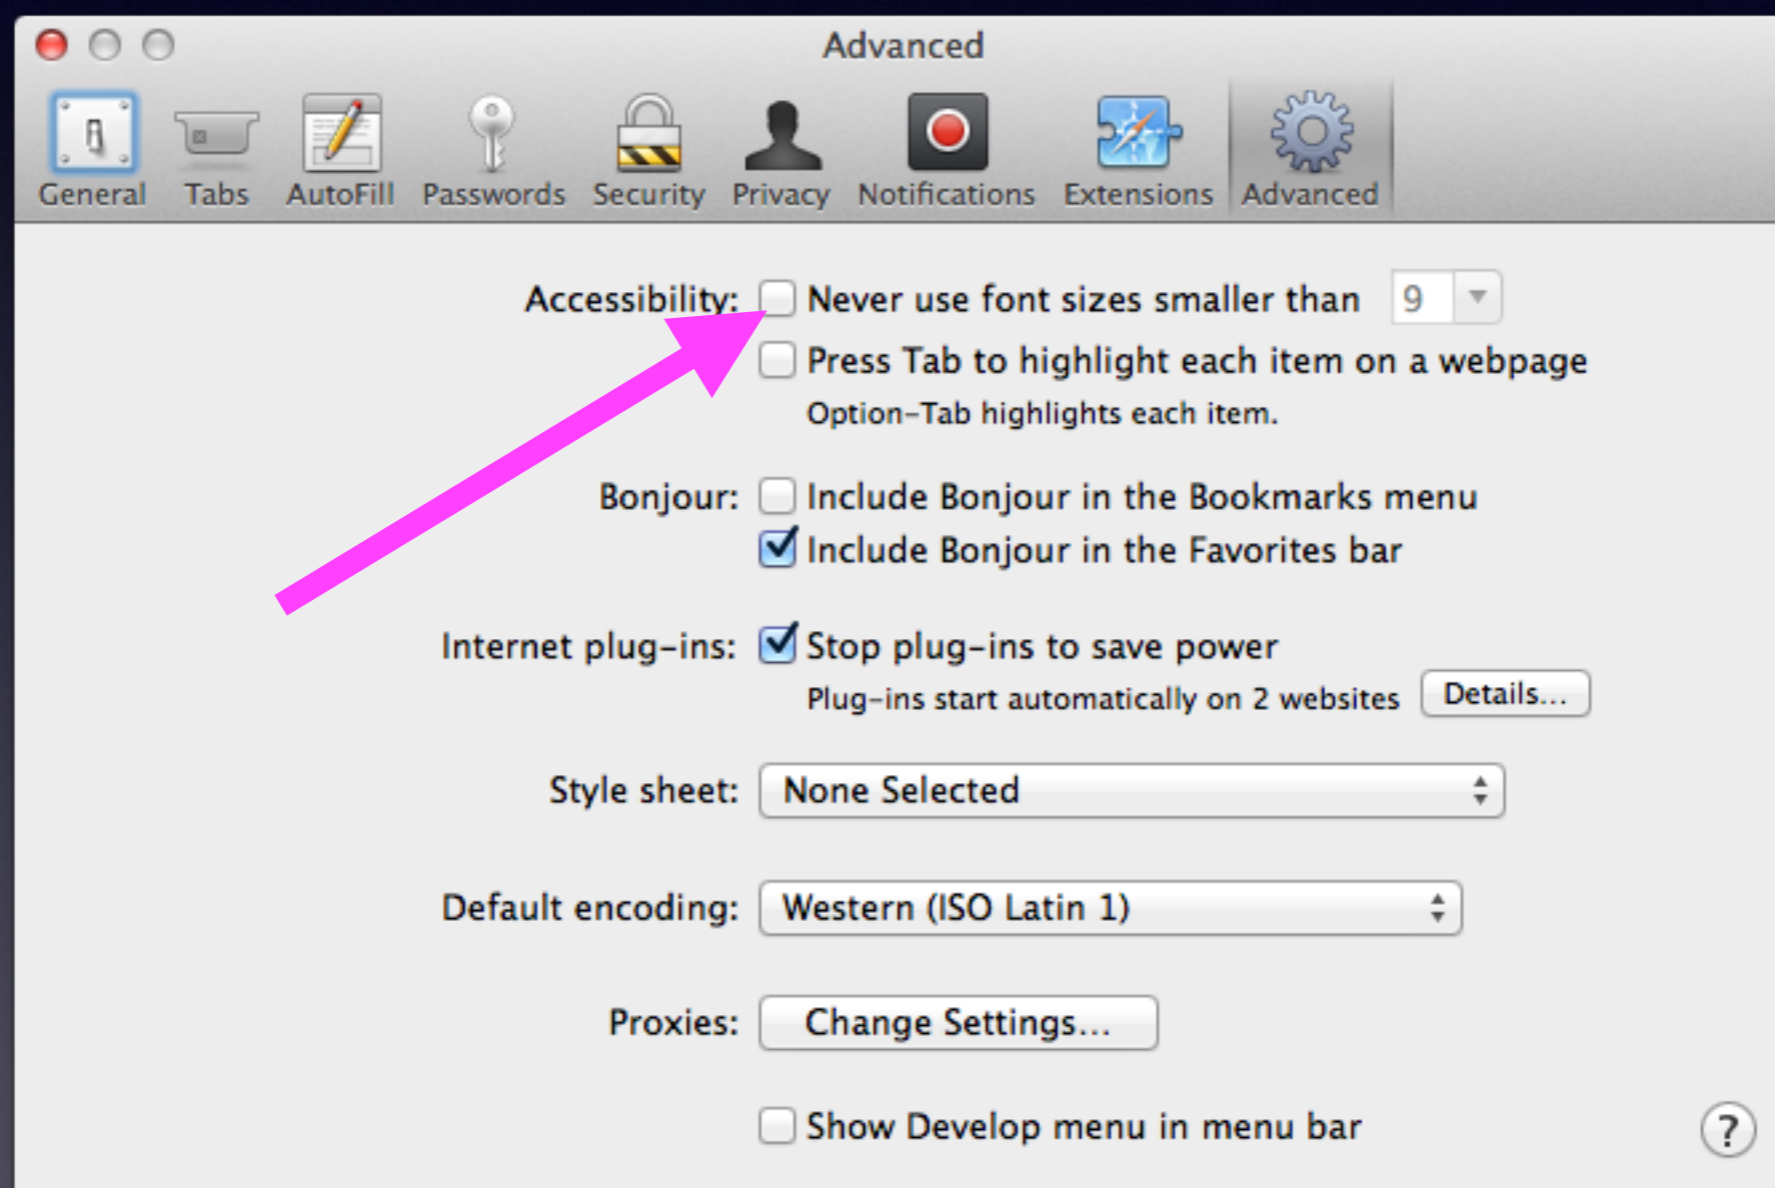 Advanced
General Tabs AutoFill Passwords Security Privacy Notifications Extensions Advanced
Accessibility: Never use font sizes smaller than 9
Press Tab to highlight each item on a webpage
Option-Tab highlights each item.
Bonjour: Include Bonjour in the Bookmarks menu
Include Bonjour in the Favorites bar
Internet plug-ins: Stop plug-ins to save power
Plug-ins start automatically on 2 websites Details...
Style sheet: None Selected
Default encoding: Western (ISO Latin 1)
Proxies: Change Settings...
Show Develop menu in menu bar
?